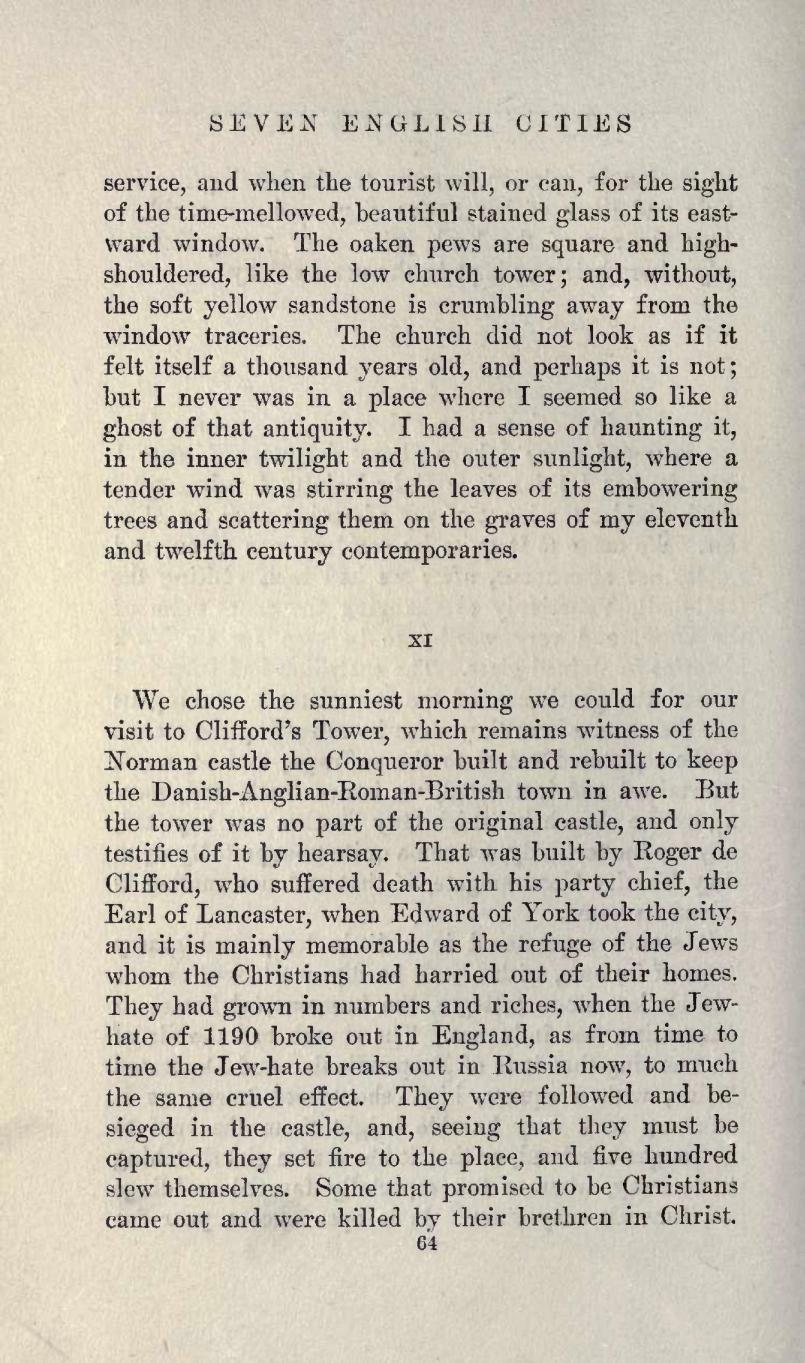 SEVEN ENGLISH CITIES
service, and when the tourist will, or can, for the sight
of the time-mellowed, beautiful stained glass of its east-
ward window. The oaken pews are square and high-
shouldered, like the low church tower; and, without,
the soft yellow sandstone is crumbling away from the
window traceries. The church did not look as if it
felt itself a thousand years old, and perhaps it is not;
but I never was in a place where I seemed so like a
ghost of that antiquity. I had a sense of haunting it,
in the inner twilight and the outer sunlight, where a
tender wind was stirring the leaves of its embowering
trees and scattering them on the graves of my eleventh
and twelfth century contemporaries.
XI
We chose the sunniest morning we could for our
visit to Clifford's Tower, which remains witness of the
Norman castle the Conqueror built and rebuilt to keep
the Danish-Anglian-Roman-British town in awe. But
the tower was no part of the original castle, and only
testifies of it by hearsay. That was built by Roger de
Clifford, who suffered death with his party chief, the
Earl of Lancaster, when Edward of York took the city,
and it is mainly memorable as the refuge of the Jews
whom the Christians had harried out of their homes.
They had grown in numbers and riches, when the Jew-
hate of 1190 broke out in England, as from time to
time the Jew-hate breaks out in Russia now, to much
the same cruel effect. They were followed and be-
sieged in the castle, and, seeing that they must be
captured, they set fire to the place, and five hundred
slew themselves. Some that promised to be Christians
came out and were killed by their brethren in Christ.
64